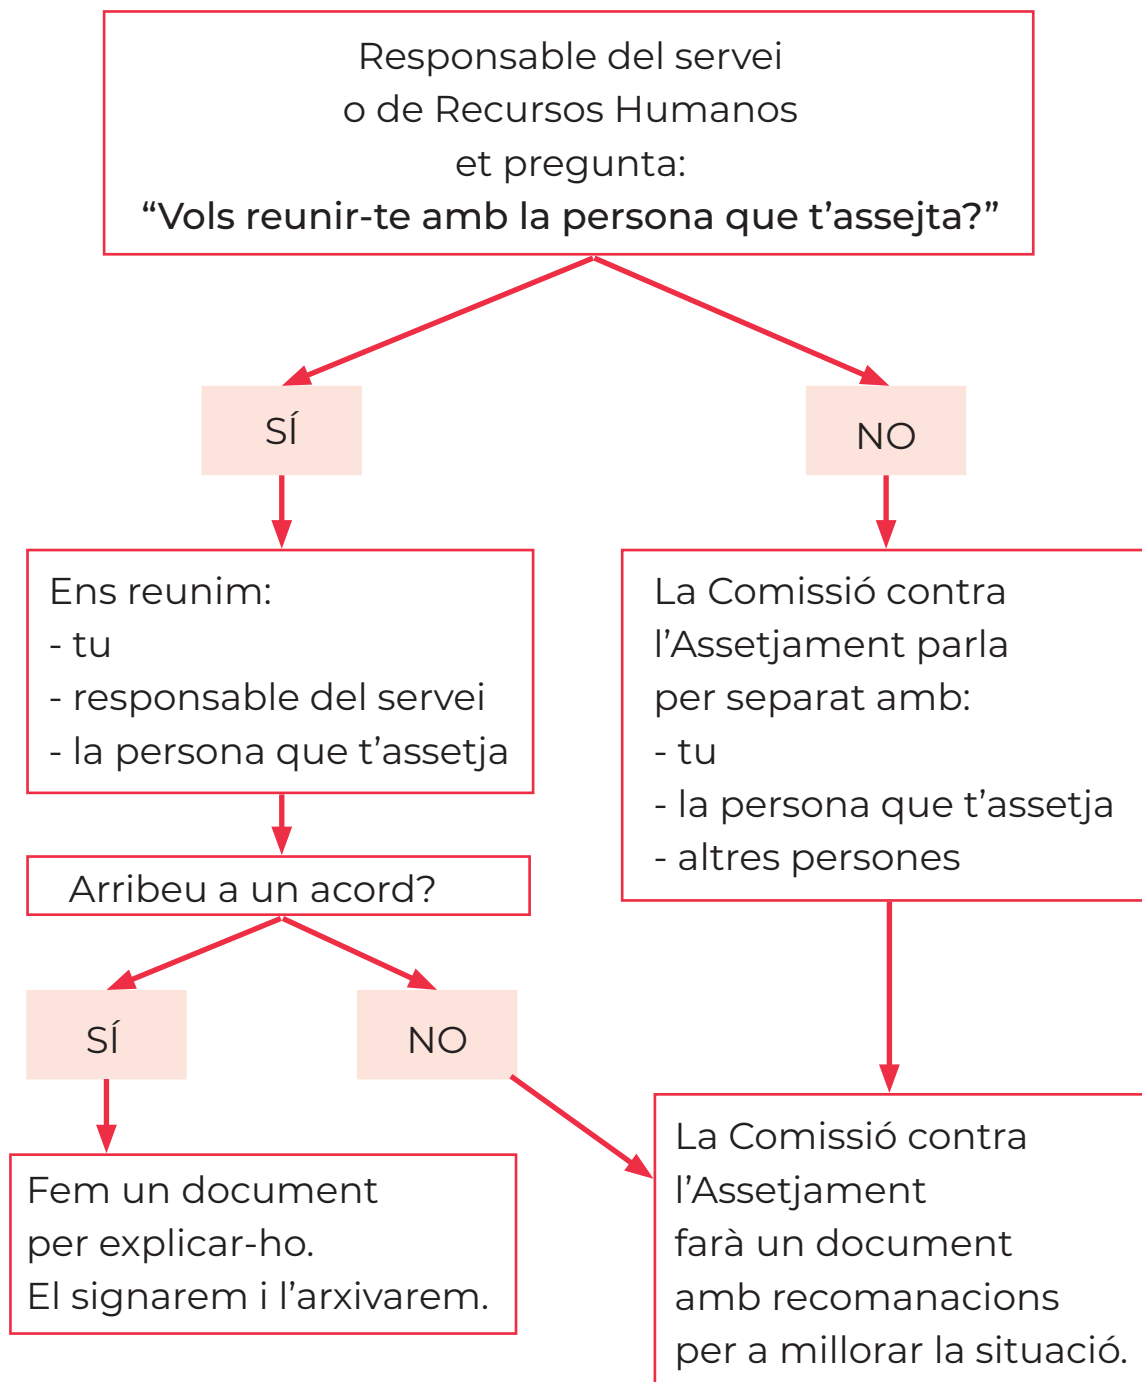 Responsable del servei
o de Recursos Humanos
et pregunta:
“Vols reunir-te amb la persona que t’assejta?”
SÍ
NO
Ens reunim:
- tu
- responsable del servei
- la persona que t’assetja
La Comissió contra
l’Assetjament parla
per separat amb:
- tu
- la persona que t’assetja
- altres persones
Arribeu a un acord?
SÍ
NO
Fem un document
per explicar-ho.
El signarem i l’arxivarem.
La Comissió contra
l’Assetjament
farà un document
amb recomanacions
per a millorar la situació.